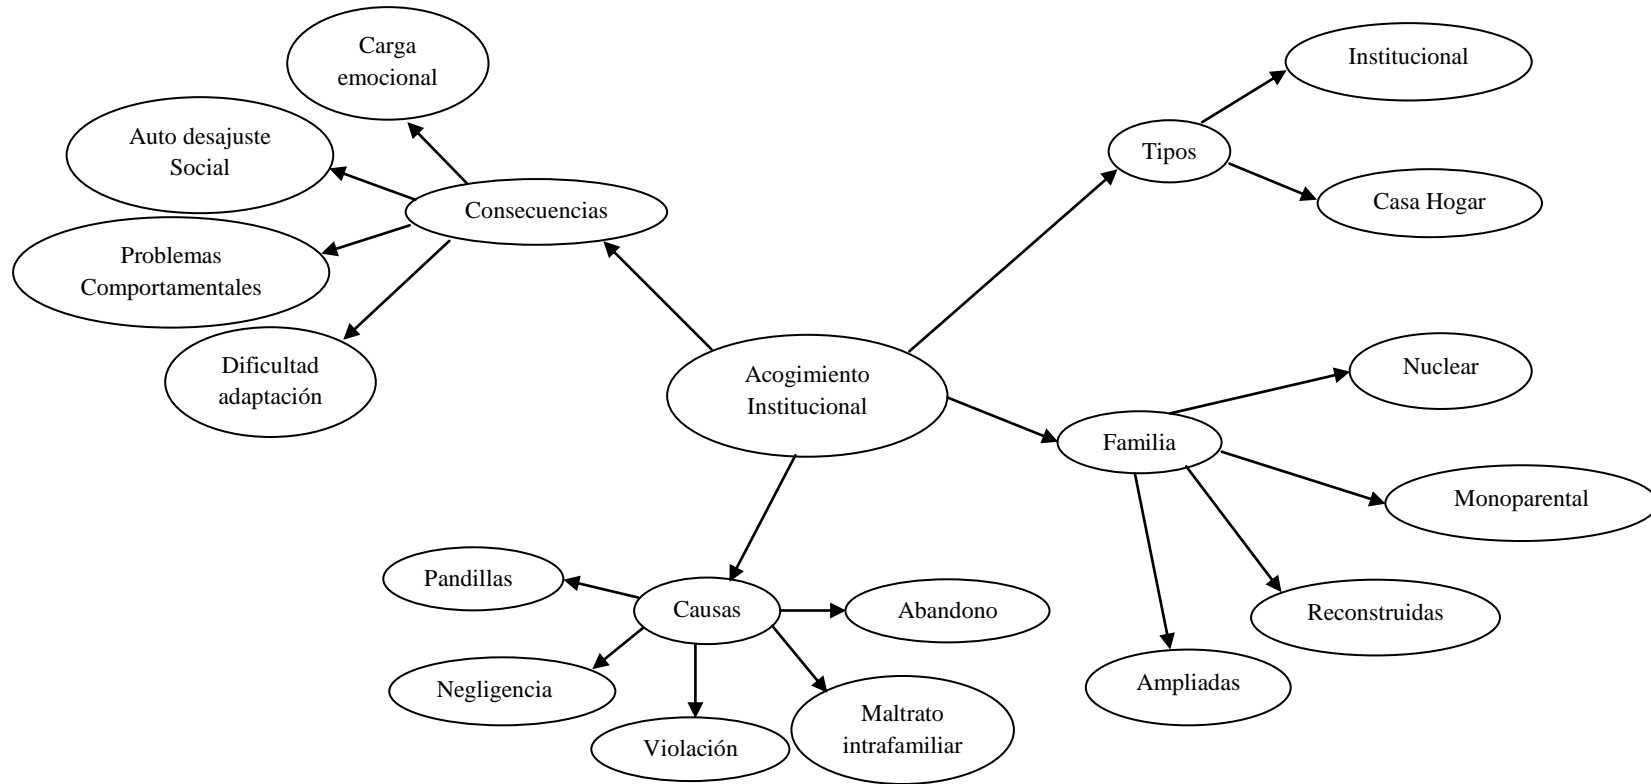 Carga
emocional
Auto desajuste
Social
Consecuencias
Problemas
Comportamentales
Dificultad
adaptación
Institucional
Tipos
Casa Hogar
Acogimiento
Institucional
Nuclear
Familia
Monoparental
Reconstruidas
Ampliadas
Pandillas
Causas
Abandono
Negligencia
Violación
Maltrato
intrafamiliar